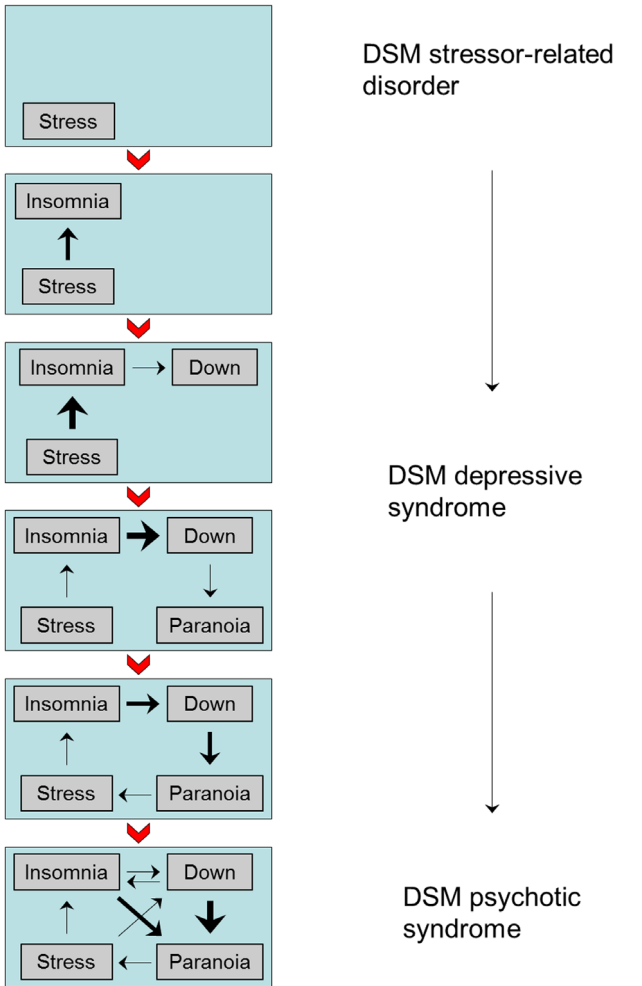 DSM stressor-related
disorder
Stress
Insomnia
Stress
Insomnia
Down
Stress
DSM depressive
syndrome
Insomnia
Down
Stress
Paranoia
Insomnia
Down
Stress
Paranoia
Insomnia
Down
Stress
Paranoia
DSM psychotic
syndrome